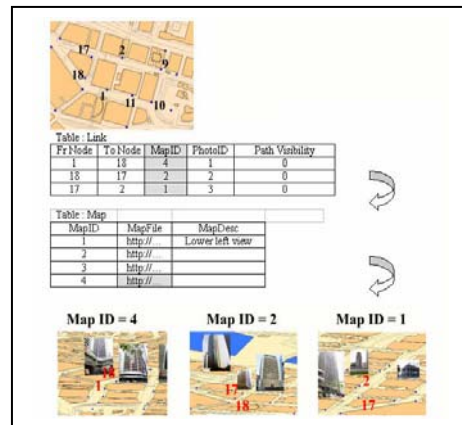 17 2 9
18
1 11 10
Table : Link
Fr Node To Node MapID PhotoID Path Visibility
1 18 4 1 0
18 17 2 2 0
17 2 1 3 0
Table : Map
MapID MapFile MapDesc
1 http://... Lower left view
2 http://...
3 http://...
4 http://...
Map ID = 4 Map ID = 2 Map ID = 1
18 17 2
1 18 17